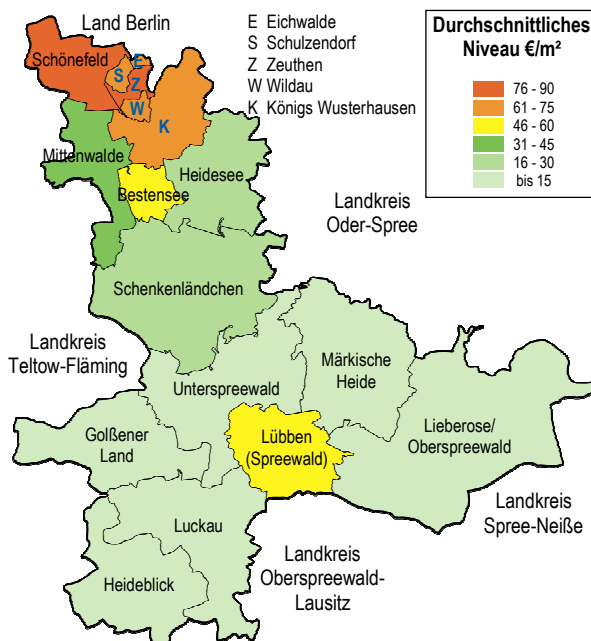 Land Berlin
E Eichwalde
S Schulzendorf
Z Zeuthen
W Wildau
K Königs Wusterhausen
Durchschnittliches
Niveau €/m²
76 - 90
61 - 75
46 - 60
31 - 45
16 - 30
bis 15
Schönefeld
E
S
Z
W
K
Mittenwalde
Heidesee
Bestensee
Landkreis
Oder-Spree
Schenkenländchen
Landkreis
Teltow-Fläming
Märkische
Heide
Unterspreewald
Golßener
Land
Lübben
(Spreewald)
Lieberose/
Oberspreewald
Landkreis
Spree-Neiße
Luckau
Landkreis
Oberspreewald-
Lausitz
Heideblick